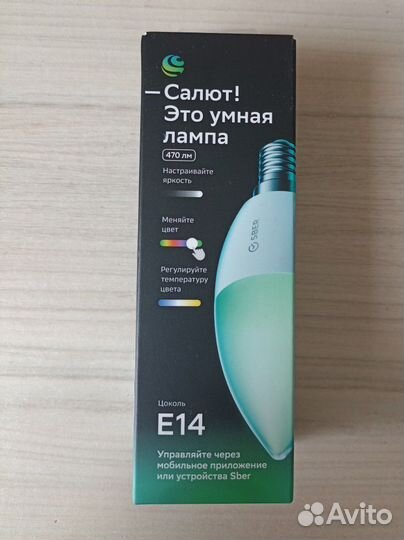 —Салют!
Это умная
лампа
470 лм
Настраивайте
яркость
Меняйте
цвет
Регулируйте
температуру
цвета
SBER
Цоколь
E14
Управляйте через
мобильное приложение
или устройства Sber
Avito